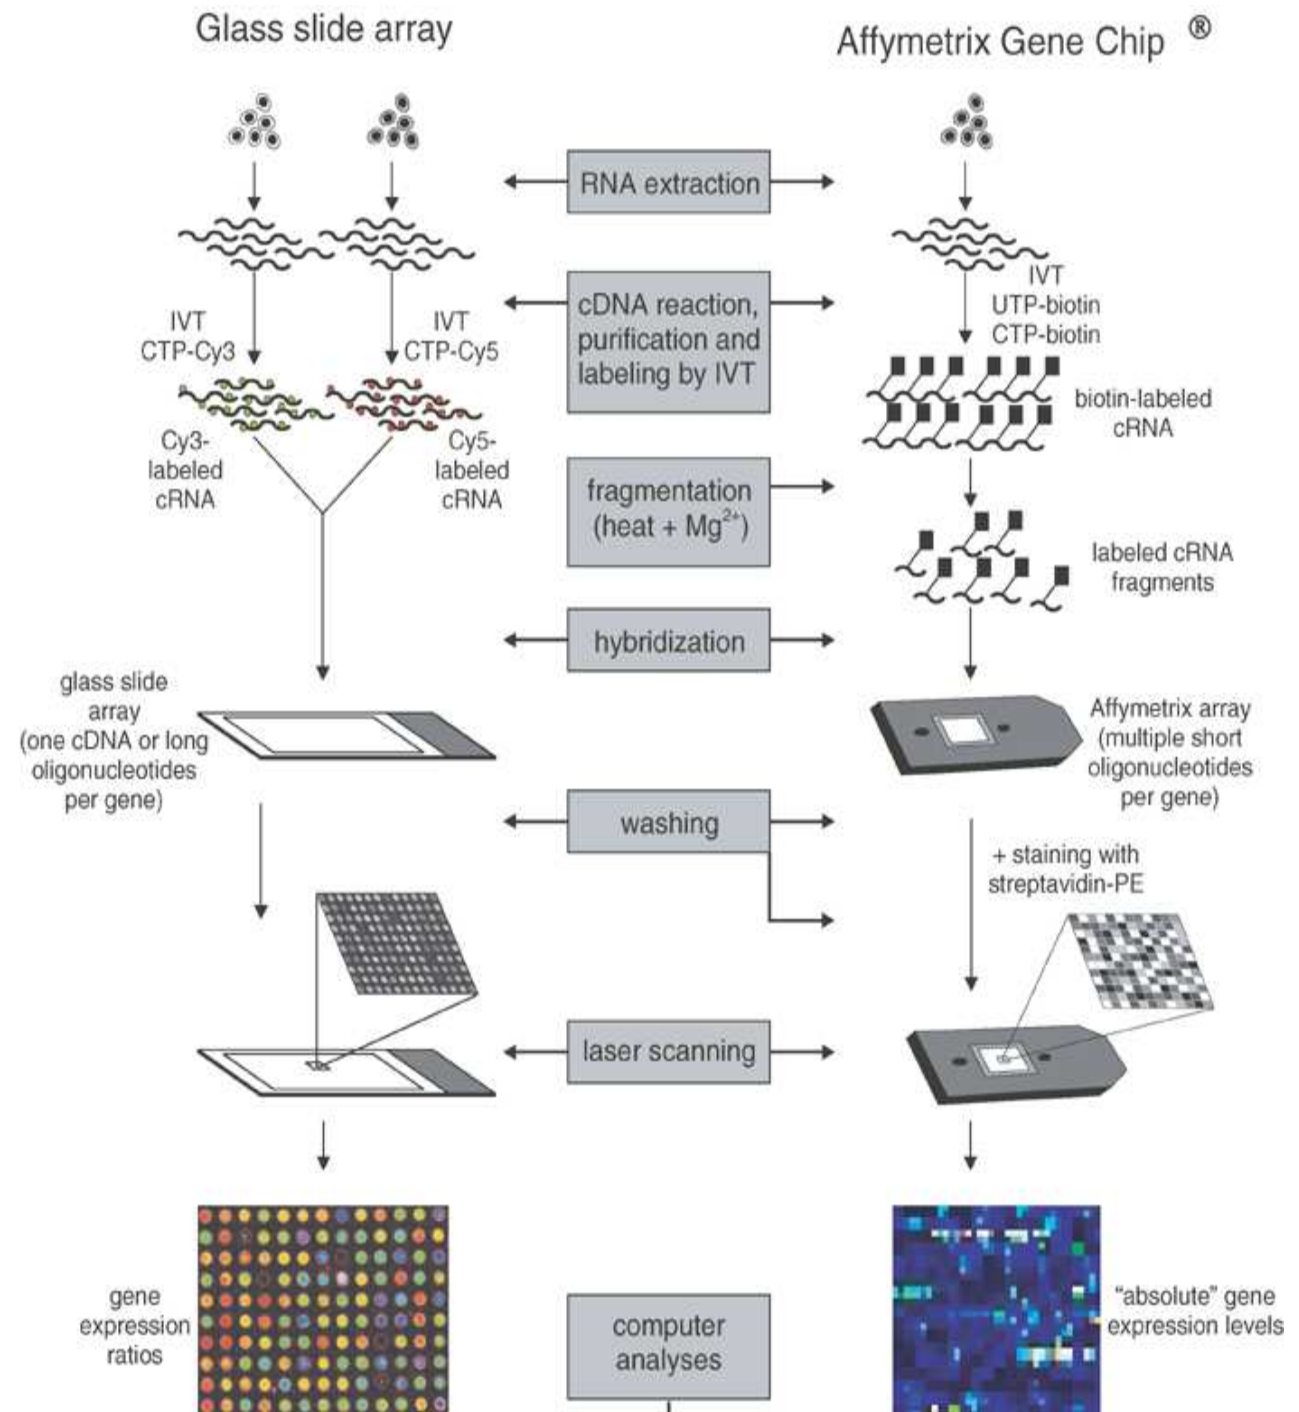 Glass slide array
Affymetrix Gene Chip ®
RNA extraction
IVT
CTP-Cy3
IVT
CTP-Cy5
cDNA reaction,
purification and
labeling by IVT
IVT
UTP-biotin
CTP-biotin
Cy3-
labeled
cRNA
Cy5-
labeled
cRNA
biotin-labeled
cRNA
fragmentation
(heat + Mg²⁺)
labeled cRNA
fragments
hybridization
glass slide
array
(one cDNA or long
oligonucleotides
per gene)
Affymetrix array
(multiple short
oligonucleotides
per gene)
washing
+ staining with
streptavidin-PE
laser scanning
gene
expression
ratios
computer
analyses
“absolute” gene
expression levels